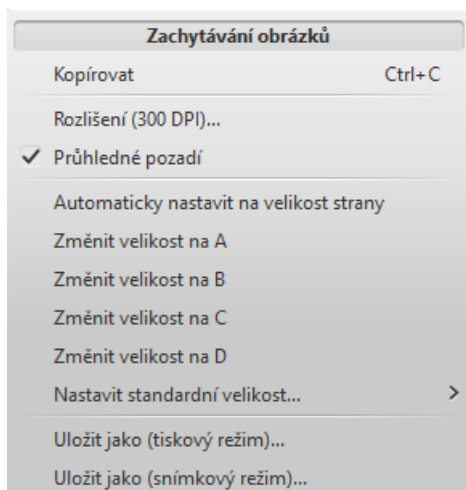 Zachytávání obrázků
Kopírovat Ctrl+C
Rozlišení (300 DPI)...
Průhledné pozadí
Automaticky nastavit na velikost strany
Změnit velikost na A
Změnit velikost na B
Změnit velikost na C
Změnit velikost na D
Nastavit standardní velikost...
Uložit jako (tiskový režim)...
Uložit jako (snímkový režim)...